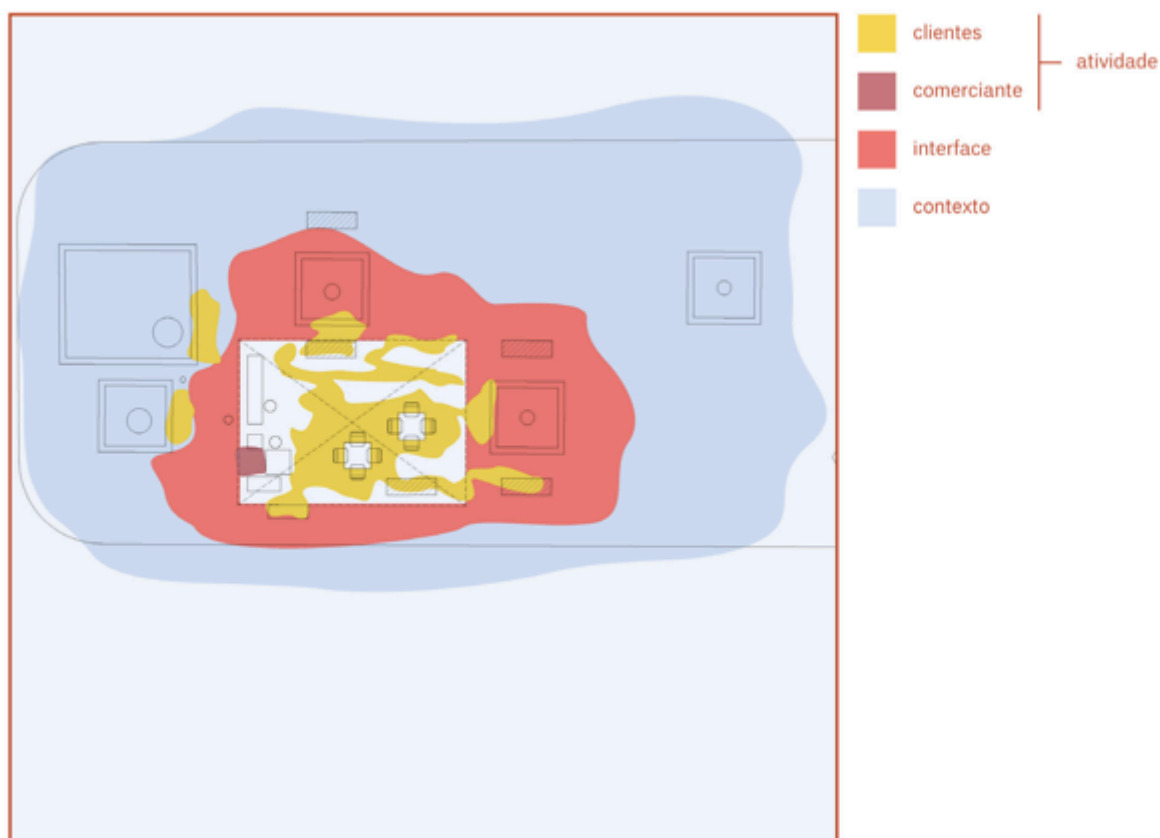 clientes
comerciante
atividade
interface
contexto